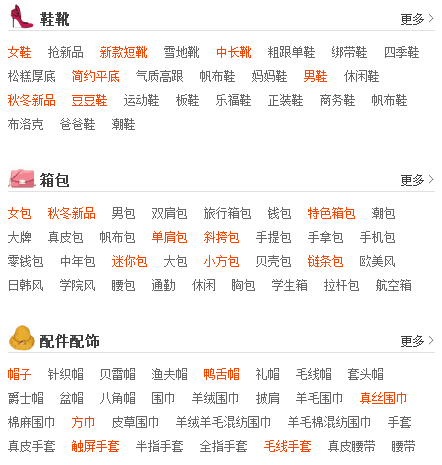 鞋靴 更多 >
女鞋 抢新品 新款短靴 雪地靴 中长靴 粗跟单鞋 绑带鞋 四季鞋
松糕厚底 简约平底 气质高跟 帆布鞋 妈妈鞋 男鞋 休闲鞋
秋冬新品 豆豆鞋 运动鞋 板鞋 乐福鞋 正装鞋 商务鞋 帆布鞋
布洛克 爸爸鞋 潮鞋
箱包 更多 >
女包 秋冬新品 男包 双肩包 旅行箱包 钱包 特色箱包 潮包
大牌 真皮包 帆布包 单肩包 斜挎包 手提包 手拿包 手机包
零钱包 中年包 迷你包 大包 小方包 贝壳包 链条包 欧美风
日韩风 学院风 腰包 通勤 休闲 胸包 学生箱 拉杆包 航空箱
配件配饰 更多 >
帽子 针织帽 贝雷帽 渔夫帽 鸭舌帽 礼帽 毛线帽 套头帽
爵士帽 盆帽 八角帽 围巾 羊绒围巾 披肩 羊毛围巾 真丝围巾
棉麻围巾 方巾 皮草围巾 羊绒羊毛混纺围巾 羊毛棉混纺围巾 手套
真皮手套 触屏手套 半指手套 全指手套 毛线手套 真皮腰带 腰带